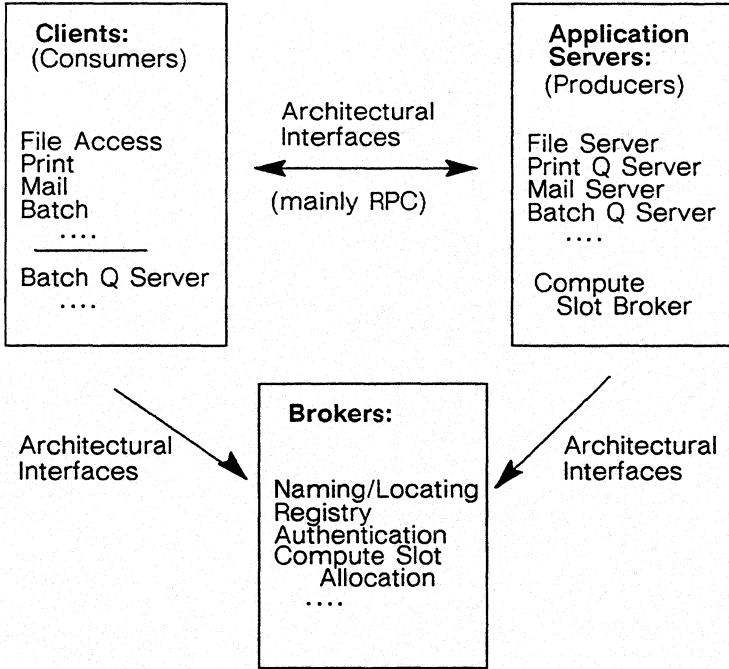 Clients:
(Consumers)
File Access
Print
Mail
Batch
....
Batch Q Server
....
Architectural
Interfaces
(mainly RPC)
Application
Servers:
(Producers)
File Server
Print Q Server
Mail Server
Batch Q Server
....
Compute
Slot Broker
Architectural
Interfaces
Brokers:
Naming/Locating
Registry
Authentication
Compute Slot
Allocation
....
Architectural
Interfaces